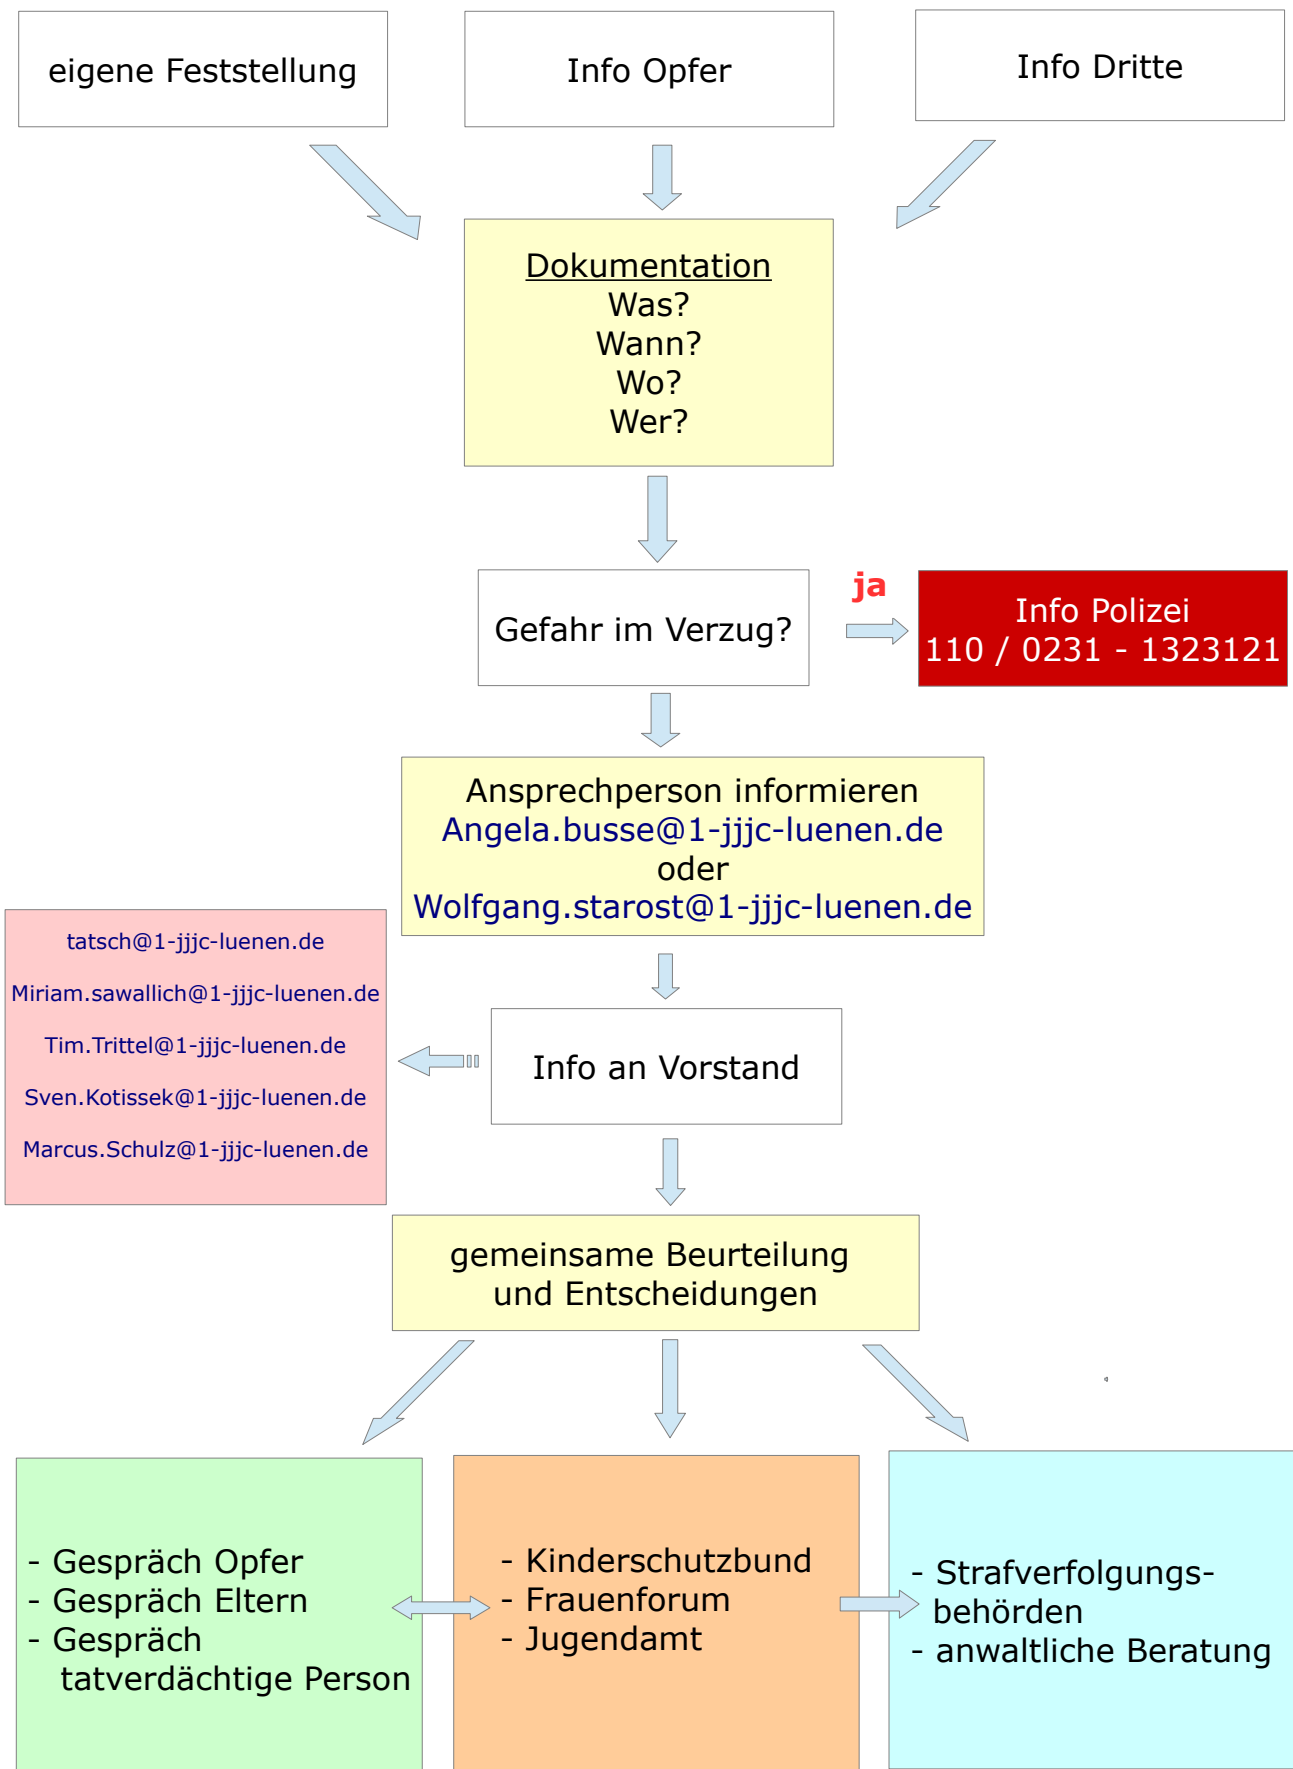 eigene Feststellung
Info Opfer
Info Dritte
Dokumentation
Was?
Wann?
Wo?
Wer?
Gefahr im Verzug?
ja
Info Polizei
110 / 0231 - 1323121
Ansprechperson informieren
Angela.busse@1-jjjc-luenen.de
oder
Wolfgang.starost@1-jjjc-luenen.de
tatsch@1-jjjc-luenen.de
Miriam.sawallich@1-jjjc-luenen.de
Tim.Trittel@1-jjjc-luenen.de
Sven.Kotissek@1-jjjc-luenen.de
Marcus.Schulz@1-jjjc-luenen.de
Info an Vorstand
gemeinsame Beurteilung
und Entscheidungen
- Gespräch Opfer
- Gespräch Eltern
- Gespräch
tatverdächtige Person
- Kinderschutzbund
- Frauenforum
- Jugendamt
- Strafverfolgungs-
behörden
- anwaltliche Beratung